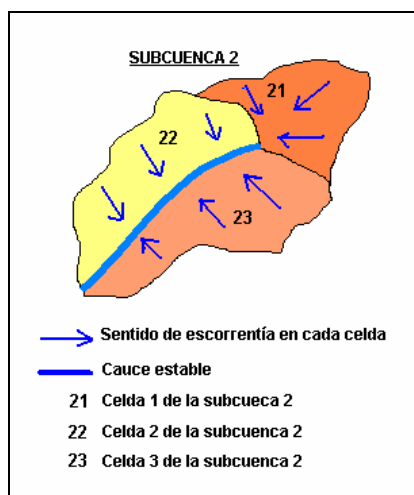 SUBCUENCA 2
21
22
23
Sentido de escorrentía en cada celda
Cauce estable
21 Celda 1 de la subcueca 2
22 Celda 2 de la subcuenca 2
23 Celda 3 de la subcuenca 2